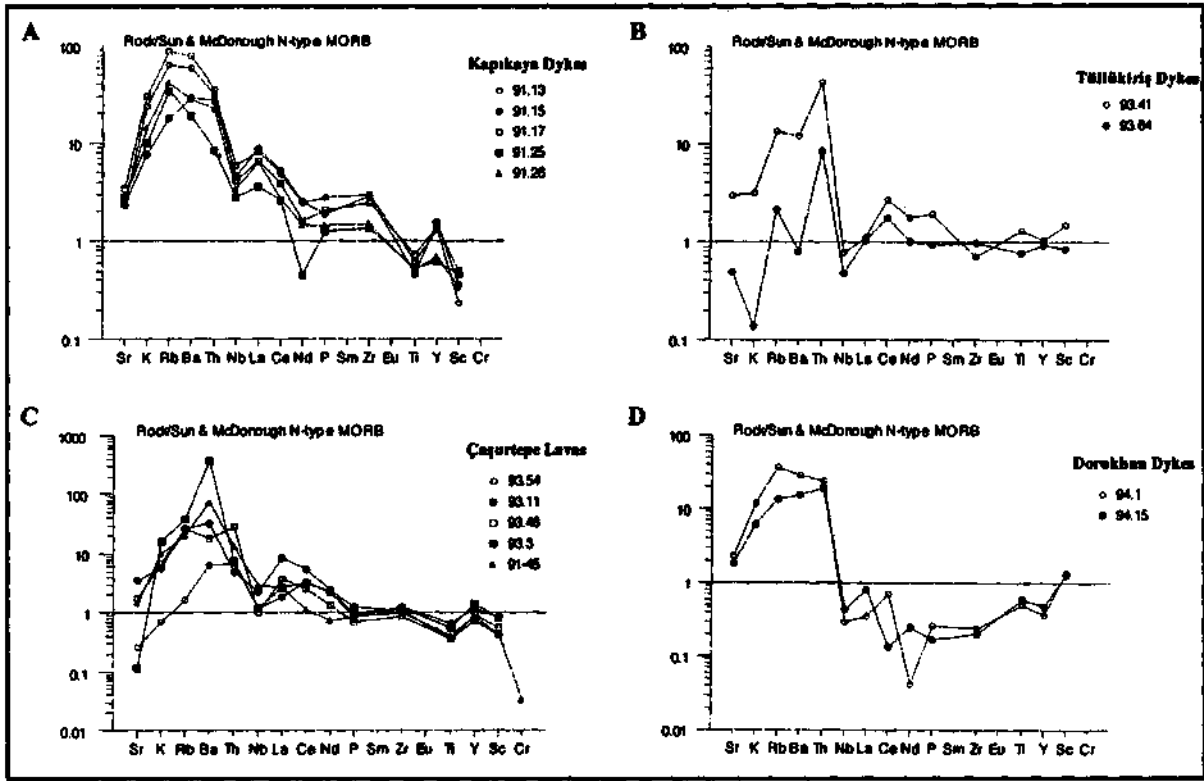 A
Rock/Sun & McDonough N-type MORB
Kapıkaya Dykes
91.13
91.15
91.17
91.25
91.26
100
10
1
0.1
Sr K Rb Ba Th Nb La Ce Nd P Sm Zr Eu Ti Y Sc Cr
B
Rock/Sun & McDonough N-type MORB
Dykes
93.41
93.64
100
10
1
0.1
Sr K Rb Ba Th Nb La Ce Nd P Sm Zr Eu Ti Y Sc Cr
C
Rock/Sun & McDonough N-type MORB
Çaşurtepe Lavas
93.54
93.11
93.46
93.3
91-45
1000
100
10
1
0.1
0.01
Sr K Rb Ba Th Nb La Ce Nd P Sm Zr Eu Ti Y Sc Cr
D
Rock/Sun & McDonough N-type MORB
Dorukhan Dykes
94.1
94.15
100
10
1
0.1
0.01
Sr K Rb Ba Th Nb La Ce Nd P Sm Zr Eu Ti Y Sc Cr